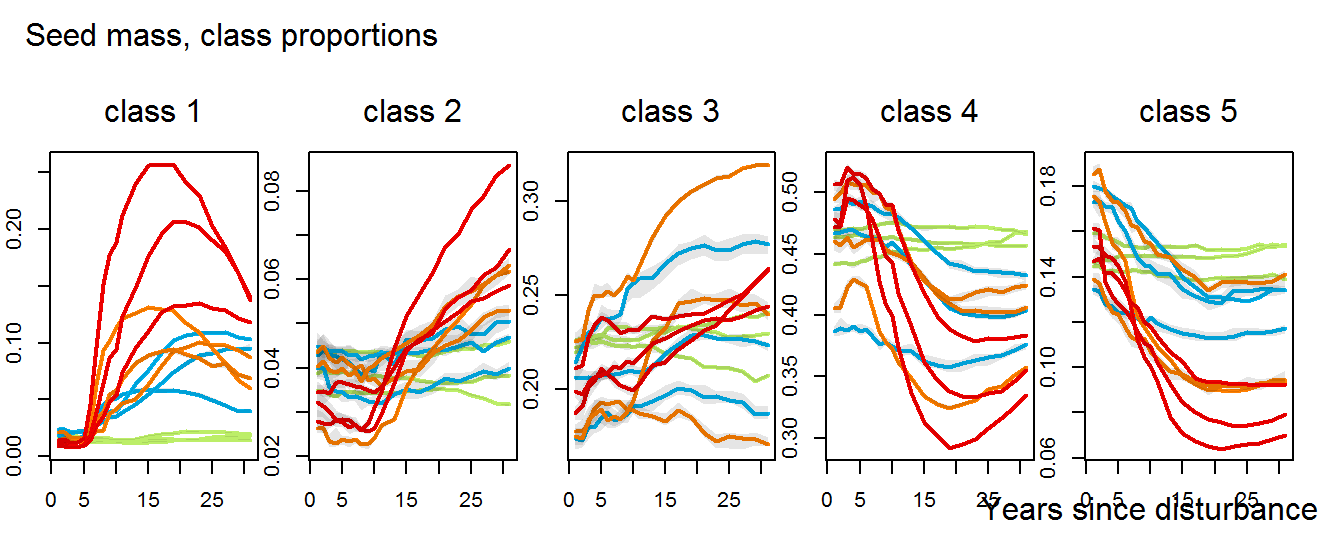 Seed mass, class proportions
class 1 class 2 class 3 class 4 class 5
0.00 0.10 0.20
0.02 0.04 0.06 0.08
0.20 0.25 0.30
0.30 0.35 0.40 0.45 0.50
0.06 0.10 0.14 0.18
0 5 15 25 0 5 15 25 0 5 15 25 0 5 15 25 0 5 15 25
Years since disturbance